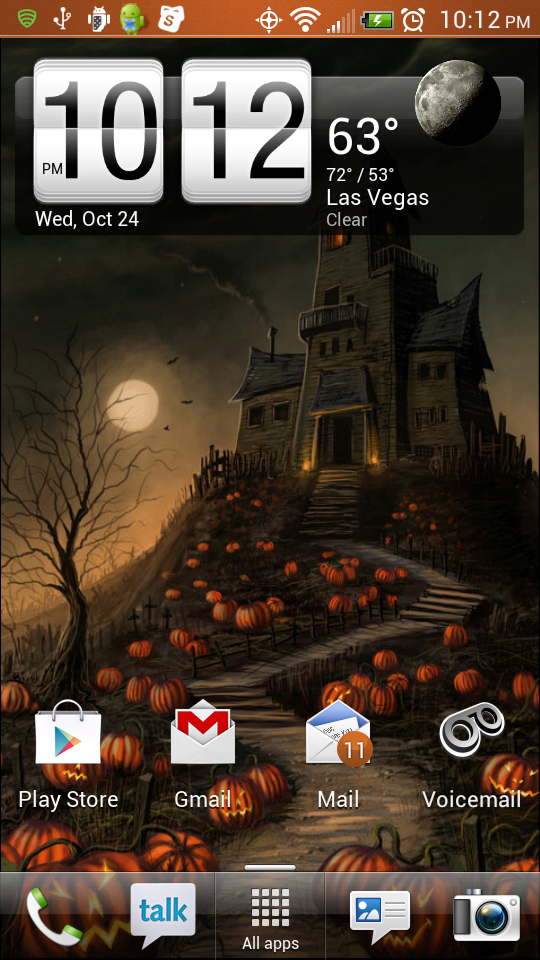 10:12 PM
10 12
PM
63°
72° / 53°
Las Vegas
Clear
Wed, Oct 24
11
Play Store
Gmail
Mail
Voicemail
talk
All apps